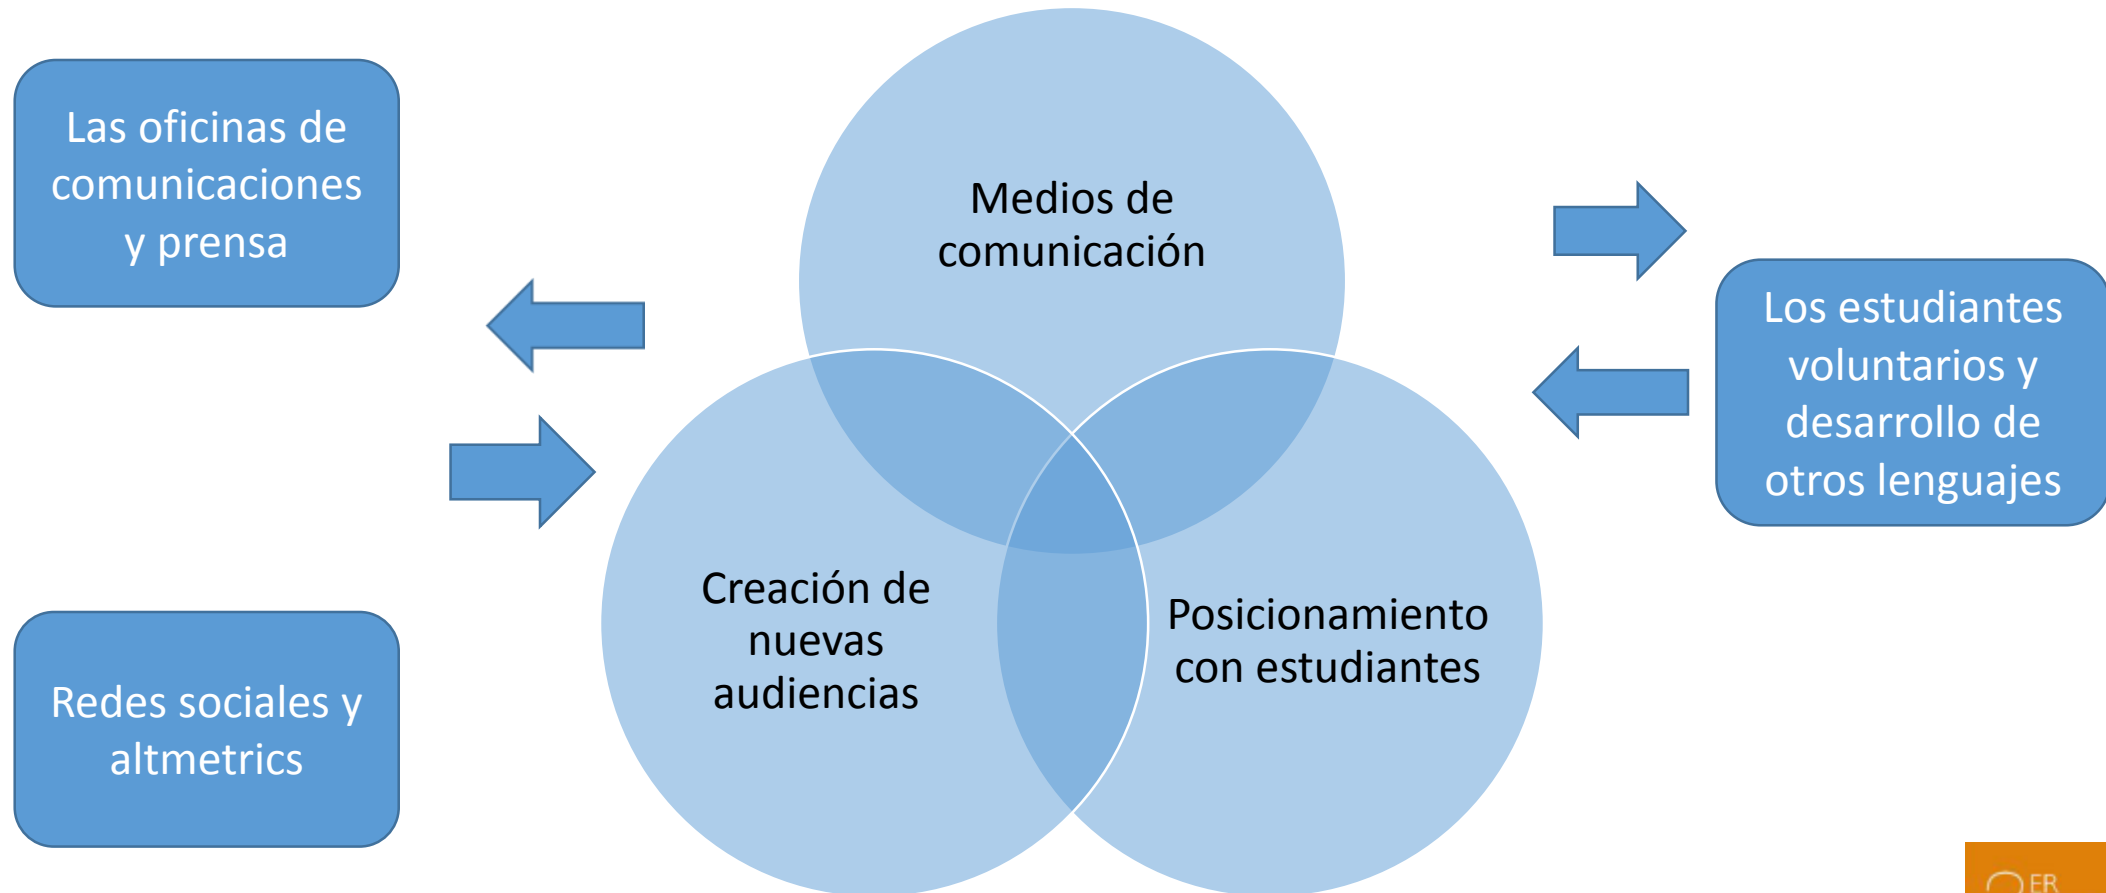 Las oficinas de
comunicaciones
y prensa
Medios de
comunicación
Los estudiantes
voluntarios y
desarrollo de
otros lenguajes
Creación de
nuevas
audiencias
Posicionamiento
con estudiantes
Redes sociales y
altmetrics
ER